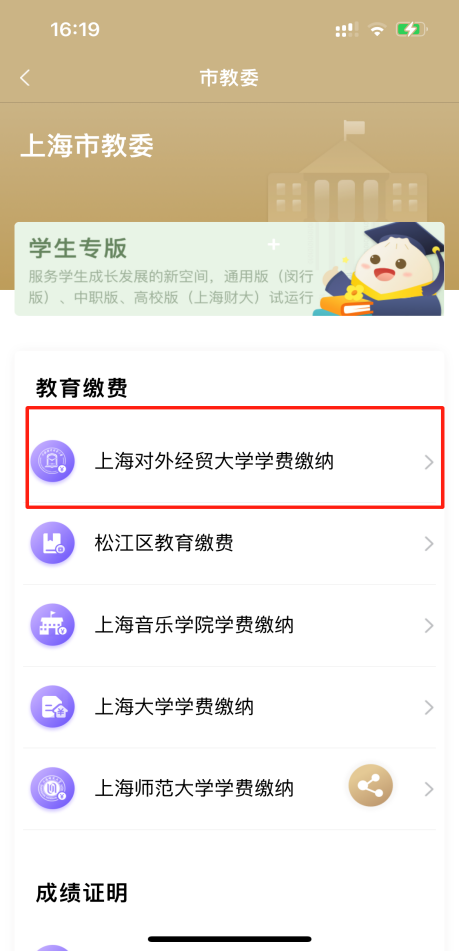 16:19
市教委
上海市教委
学生专版
服务学生成长发展的新空间，通用版（闵行
版）、中职版、高校版（上海财大）试运行
教育缴费
上海对外经贸大学学费缴纳
松江区教育缴费
上海音乐学院学费缴纳
上海大学学费缴纳
上海师范大学学费缴纳
成绩证明